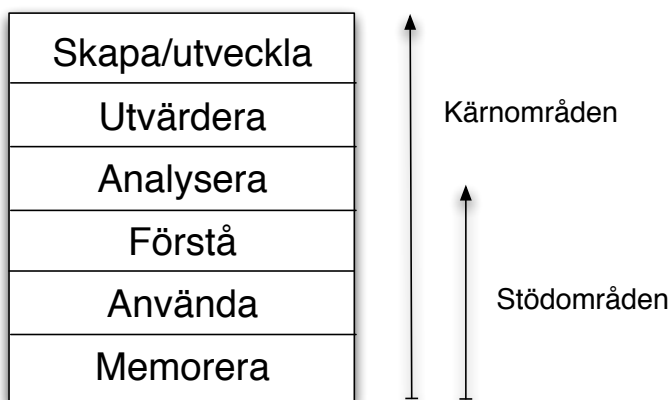 Skapa/utveckla
Utvärdera
Analysera
Förstå
Använda
Memorera
Kärnområden
Stödområden